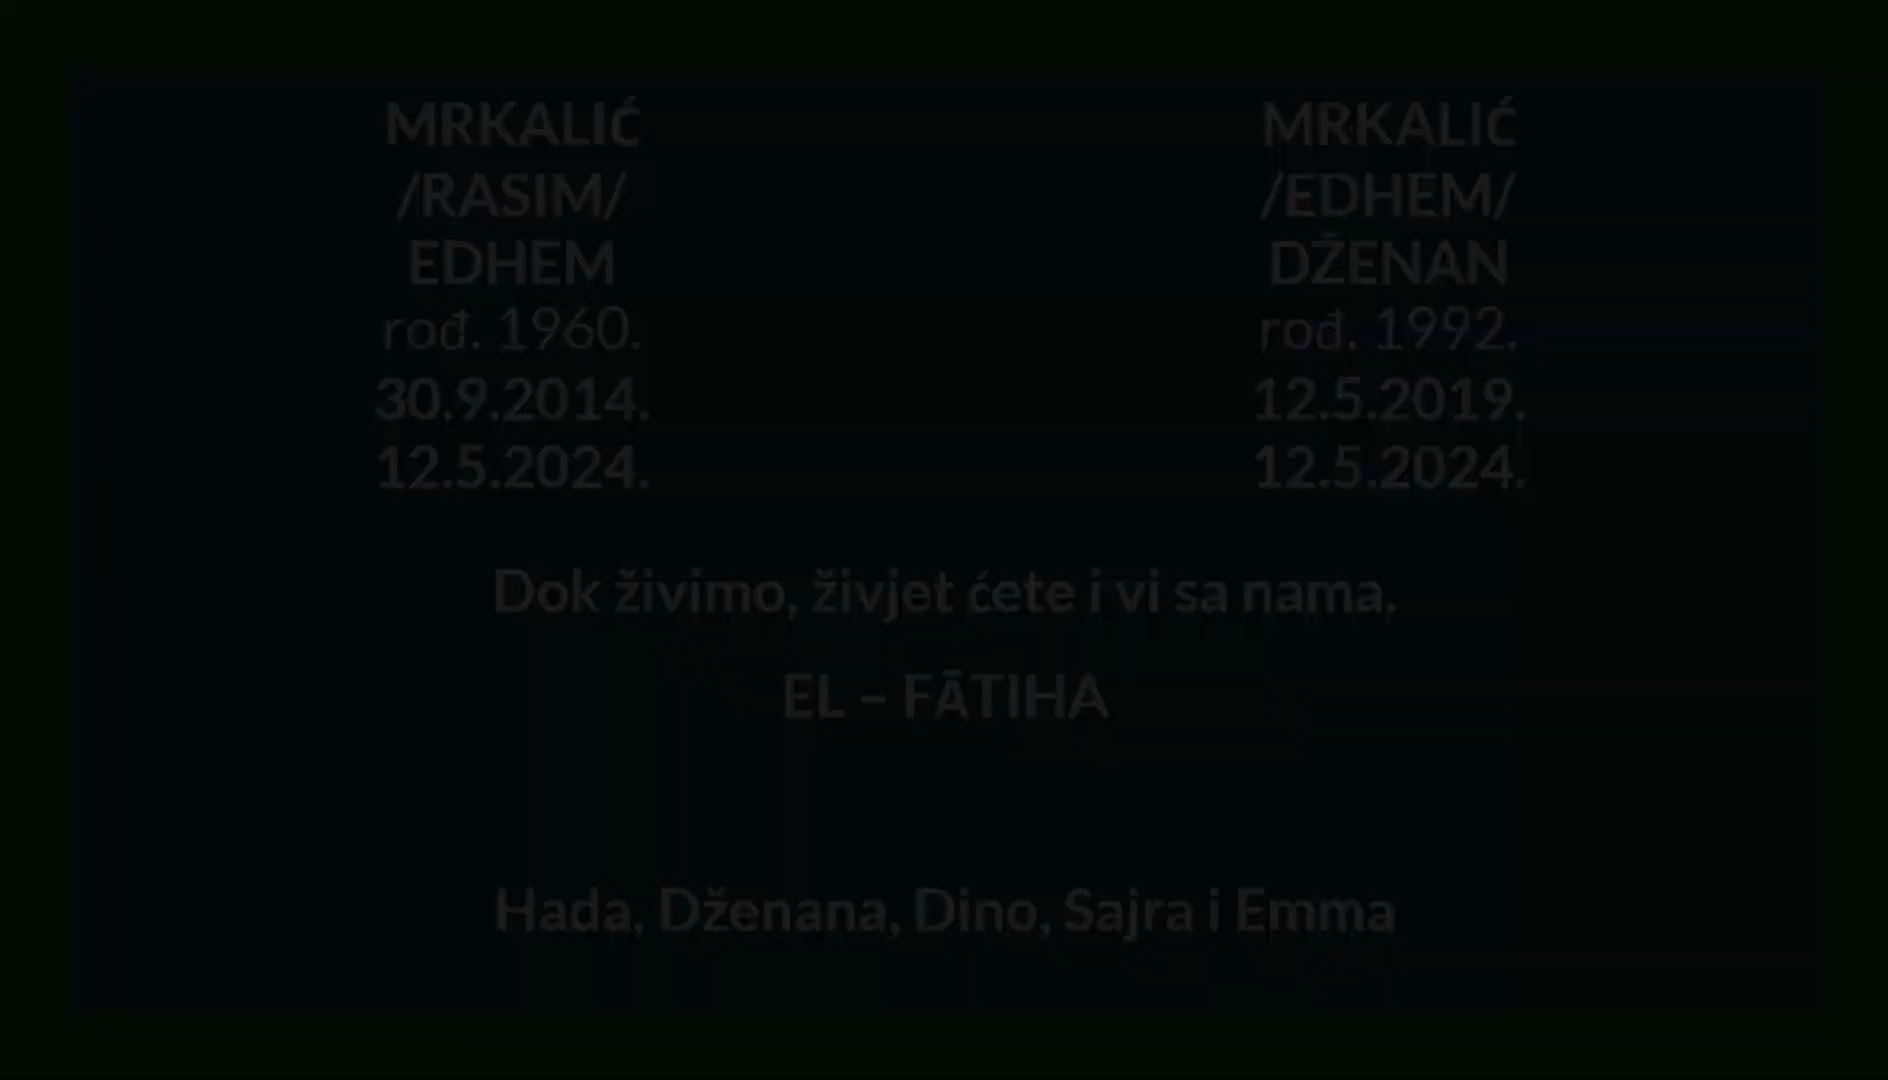 MRKALIĆ
/RASIM/
EDHEM
rođ. 1960.
30.9.2014.
12.5.2024.
MRKALIĆ
/EDHEM/
DŽENAN
rođ. 1992.
12.5.2019.
12.5.2024.
Dok živimo, živjet ćete i vi sa nama.
EL – FĀTIHA
Hada, Dženana, Dino, Sajra i Emma